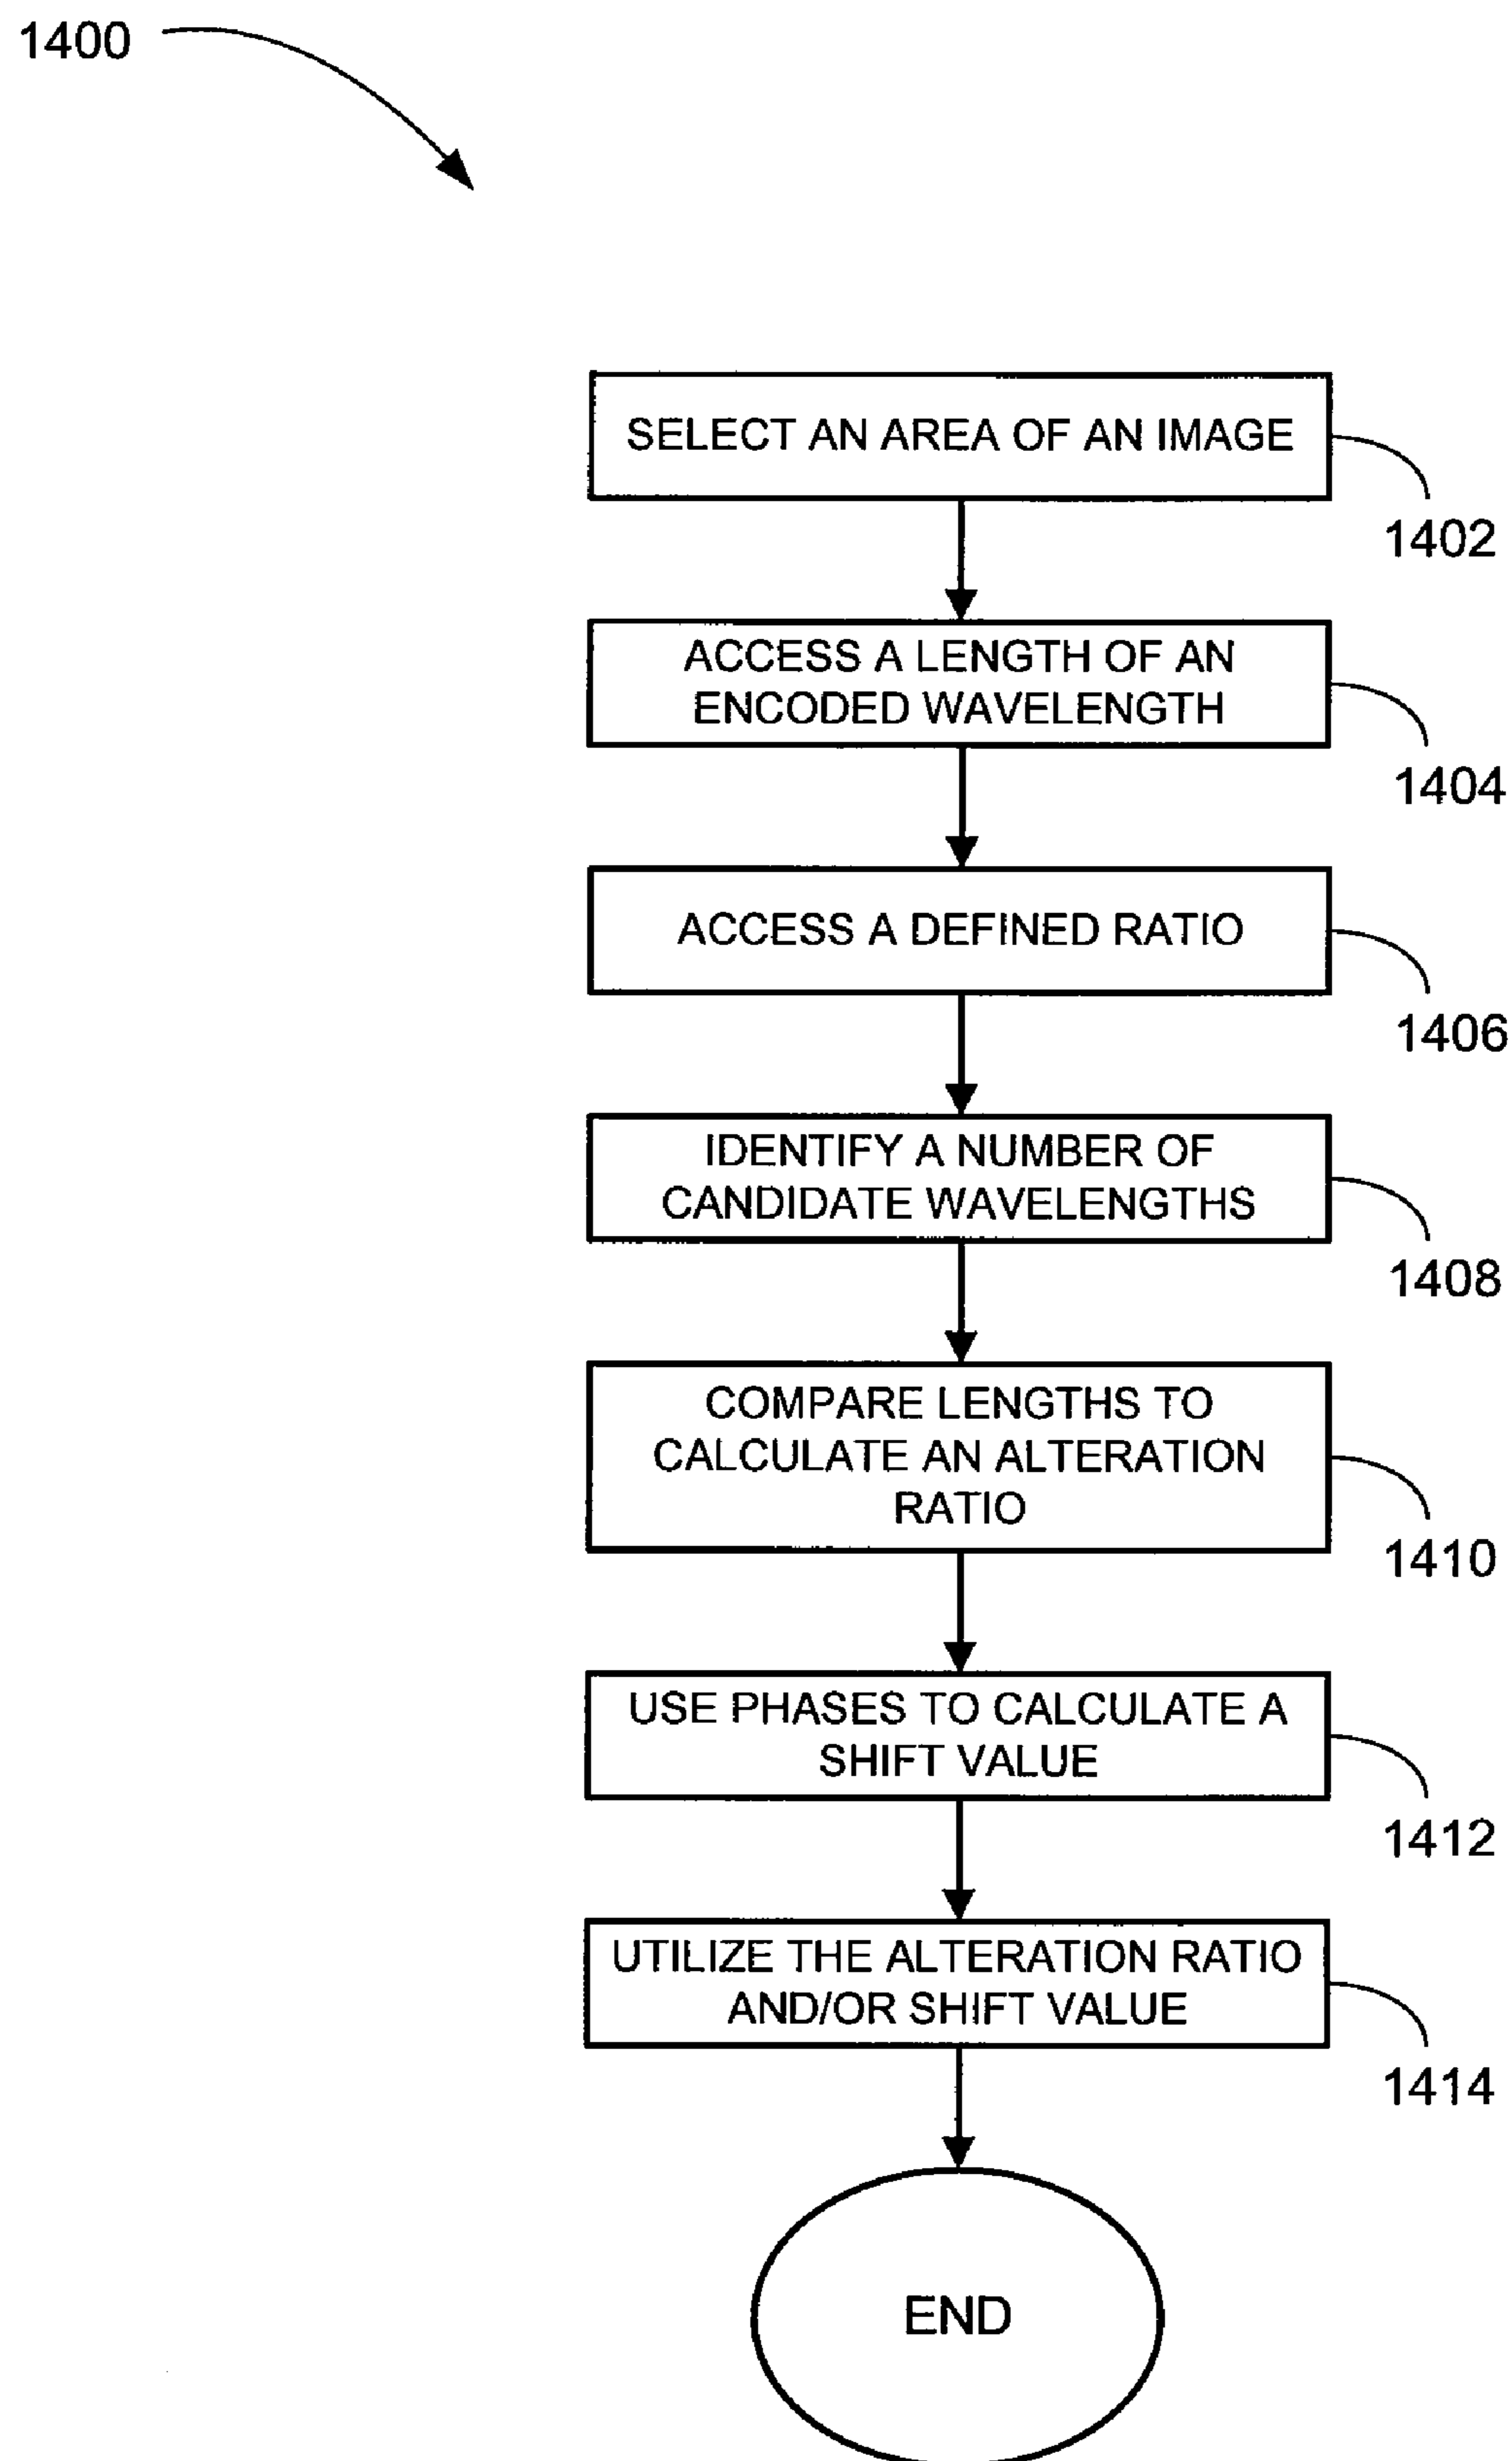 1400
SELECT AN AREA OF AN IMAGE
1402
ACCESS A LENGTH OF AN
ENCODED WAVELENGTH
1404
ACCESS A DEFINED RATIO
1406
IDENTIFY A NUMBER OF
CANDIDATE WAVELENGTHS
1408
COMPARE LENGTHS TO
CALCULATE AN ALTERATION
RATIO
1410
USE PHASES TO CALCULATE A
SHIFT VALUE
1412
UTILIZE THE ALTERATION RATIO
AND/OR SHIFT VALUE
1414
END